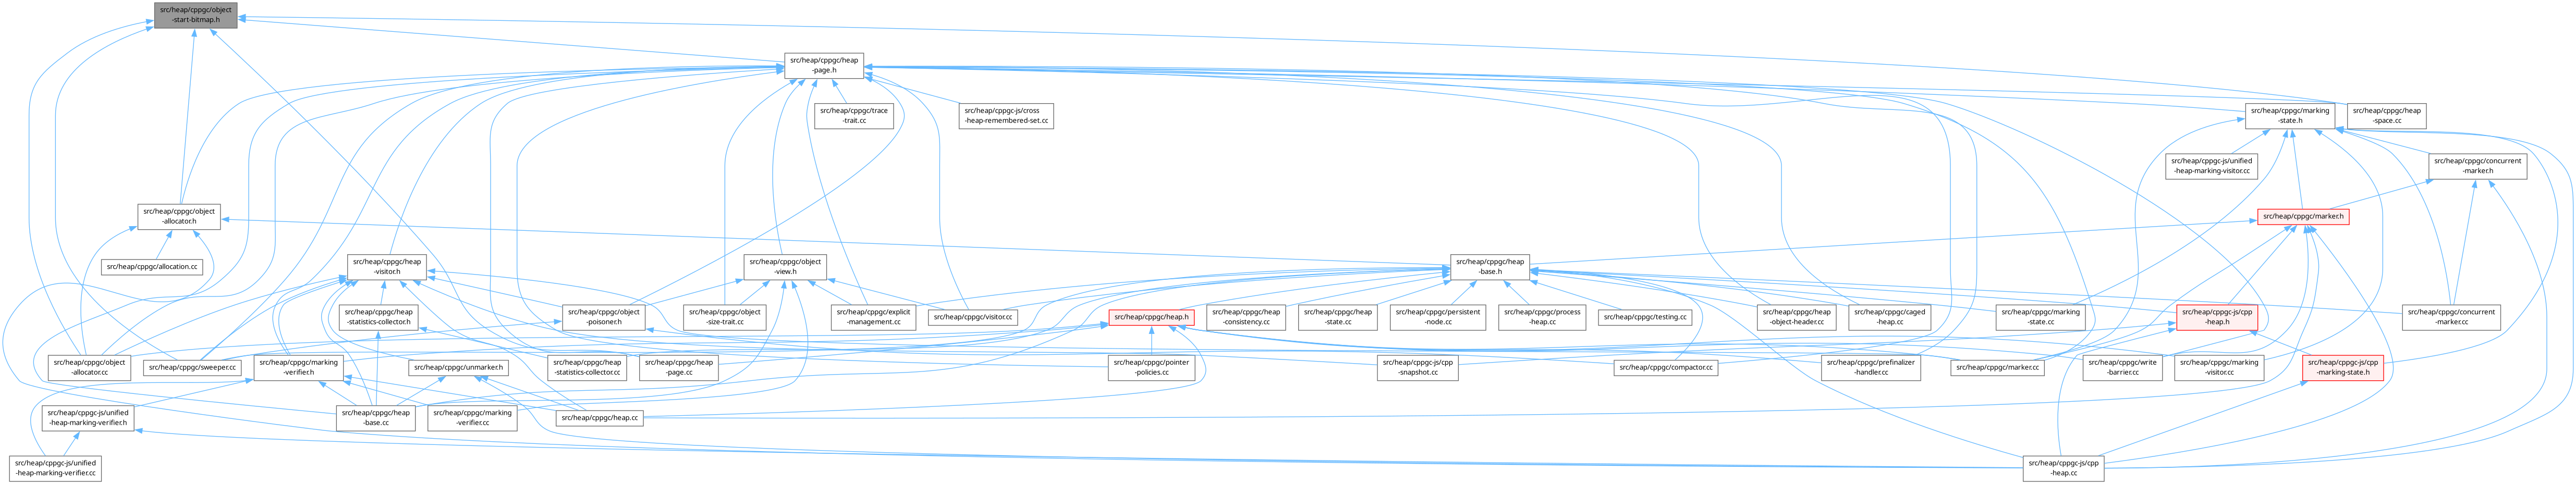 src/heap/cppgc/object
-start-bitmap.h
src/heap/cppgc/heap
-page.h
src/heap/cppgc/trace
-trait.cc
src/heap/cppgc-js/cross
-heap-remembered-set.cc
src/heap/cppgc/marking
-state.h
src/heap/cppgc/heap
-space.cc
src/heap/cppgc-js/unified
-heap-marking-visitor.cc
src/heap/cppgc/concurrent
-marker.h
src/heap/cppgc/object
-allocator.h
src/heap/cppgc/marker.h
src/heap/cppgc/allocation.cc
src/heap/cppgc/heap
-visitor.h
src/heap/cppgc/object
-view.h
src/heap/cppgc/heap
-base.h
src/heap/cppgc/heap
-statistics-collector.h
src/heap/cppgc/object
-poisoner.h
src/heap/cppgc/object
-size-trait.cc
src/heap/cppgc/explicit
-management.cc
src/heap/cppgc/visitor.cc
src/heap/cppgc/heap.h
src/heap/cppgc/heap
-consistency.cc
src/heap/cppgc/heap
-state.cc
src/heap/cppgc/persistent
-node.cc
src/heap/cppgc/process
-heap.cc
src/heap/cppgc/testing.cc
src/heap/cppgc/heap
-object-header.cc
src/heap/cppgc/caged
-heap.cc
src/heap/cppgc/marking
-state.cc
src/heap/cppgc-js/cpp
-heap.h
src/heap/cppgc/concurrent
-marker.cc
src/heap/cppgc/object
-allocator.cc
src/heap/cppgc/sweeper.cc
src/heap/cppgc/marking
-verifier.h
src/heap/cppgc/unmarker.h
src/heap/cppgc/heap
-statistics-collector.cc
src/heap/cppgc/heap
-page.cc
src/heap/cppgc/pointer
-policies.cc
src/heap/cppgc-js/cpp
-snapshot.cc
src/heap/cppgc/compactor.cc
src/heap/cppgc/prefinalizer
-handler.cc
src/heap/cppgc/marker.cc
src/heap/cppgc/write
-barrier.cc
src/heap/cppgc/marking
-visitor.cc
src/heap/cppgc-js/cpp
-marking-state.h
src/heap/cppgc-js/unified
-heap-marking-verifier.h
src/heap/cppgc/heap
-base.cc
src/heap/cppgc/marking
-verifier.cc
src/heap/cppgc/heap.cc
src/heap/cppgc-js/unified
-heap-marking-verifier.cc
src/heap/cppgc-js/cpp
-heap.cc